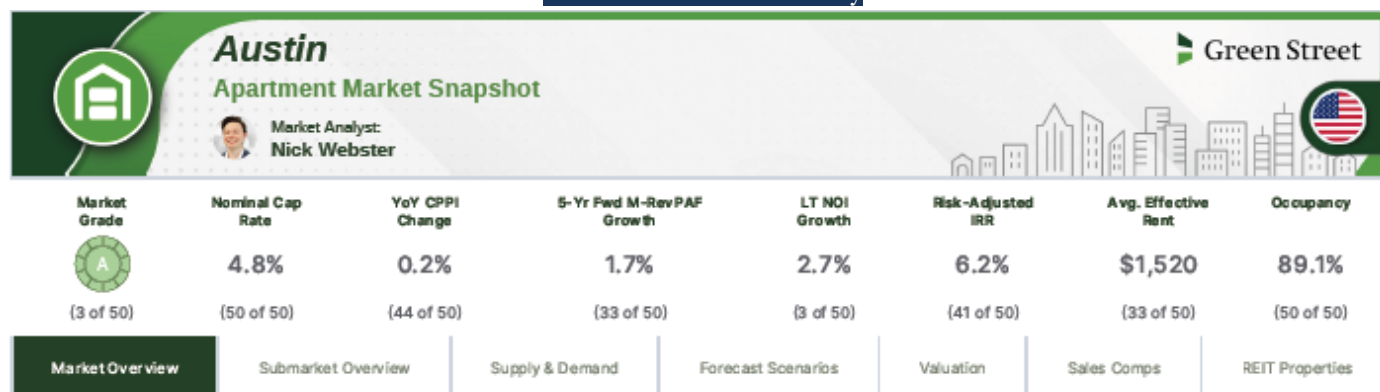 Austin
Green Street
Apartment Market Snapshot
Market Analyst:
Nick Webster
Market
Grade
Nominal Cap
Rate
YoY CPPI
Change
5-Yr Fwd M-RevPAF
Growth
LT NOI
Growth
Risk-Adjusted
IRR
Avg. Effective
Rent
Occupancy
A
4.8%
0.2%
1.7%
2.7%
6.2%
$1,520
89.1%
(3 of 50)
(50 of 50)
(44 of 50)
(33 of 50)
(3 of 50)
(41 of 50)
(33 of 50)
(50 of 50)
Market Overview
Submarket Overview
Supply & Demand
Forecast Scenarios
Valuation
Sales Comps
REIT Properties